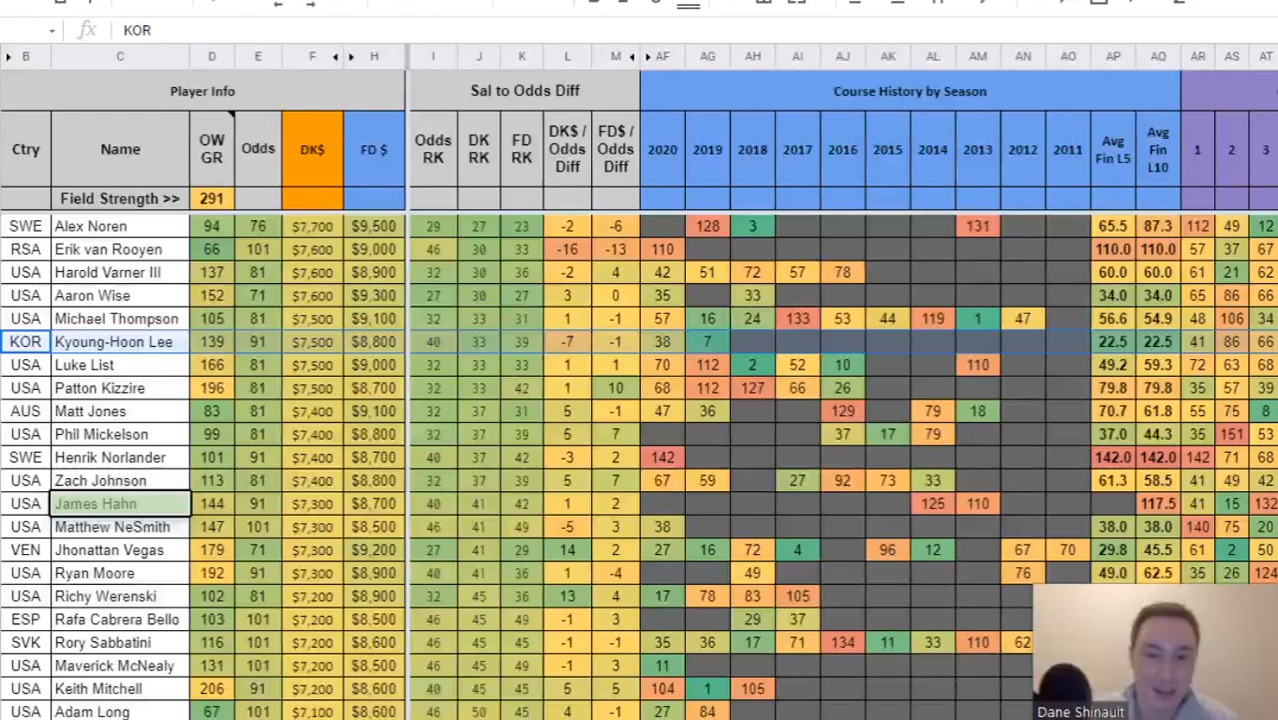 KOR
B C D E F H I J K L M AF AG AH AI AJ AK AL AM AN AO AP AQ AR AS AT
Player Info Sal to Odds Diff Course History by Season
Ctry Name OW GR Odds DK$ FD $ Odds RK DK RK FD RK DK$ / Odds Diff FD$ / Odds Diff 2020 2019 2018 2017 2016 2015 2014 2013 2012 2011 Avg Fin L5 Avg Fin L10 1 2 3
Field Strength >> 291
SWE Alex Noren 94 76 $7,700 $9,500 29 27 23 -2 -6 128 3 131 65.5 87.3 112 49 12
RSA Erik van Rooyen 66 101 $7,600 $9,000 46 30 33 -16 -13 110 110.0 110.0 57 37 67
USA Harold Varner III 137 81 $7,600 $8,900 32 30 36 -2 4 42 51 72 57 78 60.0 60.0 61 21 62
USA Aaron Wise 152 71 $7,600 $9,300 27 30 27 3 0 35 33 34.0 34.0 65 86 66
USA Michael Thompson 105 81 $7,500 $9,100 32 33 31 1 -1 57 16 24 133 53 44 119 1 47 56.6 54.9 48 106 34
KOR Kyoung-Hoon Lee 139 91 $7,500 $8,800 40 33 39 -7 -1 38 7 22.5 22.5 41 86 66
USA Luke List 166 81 $7,500 $9,000 32 33 33 1 1 70 112 2 52 10 110 49.2 59.3 72 63 68
USA Patton Kizzire 196 81 $7,500 $8,700 32 33 42 1 10 68 112 127 66 26 79.8 79.8 35 57 39
AUS Matt Jones 83 81 $7,400 $9,100 32 37 31 5 -1 47 36 129 79 18 70.7 61.8 55 75 8
USA Phil Mickelson 99 81 $7,400 $8,800 32 37 39 5 7 37 17 79 37.0 44.3 35 151 53
SWE Henrik Norlander 101 91 $7,400 $8,700 40 37 42 -3 2 142 142.0 142.0 142 71 68
USA Zach Johnson 113 81 $7,400 $8,800 32 37 39 5 7 67 59 27 92 73 33 61.3 58.5 41 49 42
USA James Hahn 144 91 $7,300 $8,700 40 41 42 1 2 125 110 117.5 41 15 132
USA Matthew NeSmith 147 101 $7,300 $8,500 46 41 49 -5 3 38 38.0 38.0 140 75 20
VEN Jhonattan Vegas 179 71 $7,300 $9,200 27 41 29 14 2 27 16 72 4 96 12 67 70 29.8 45.5 61 2 50
USA Ryan Moore 192 91 $7,300 $8,900 40 41 36 1 -4 49 76 49.0 62.5 35 26 124
USA Richy Werenski 102 81 $7,200 $8,900 32 45 36 13 4 17 78 83 105
ESP Rafa Cabrera Bello 103 101 $7,200 $8,600 46 45 45 -1 3 29 37
SVK Rory Sabbatini 116 101 $7,200 $8,600 46 45 45 -1 -1 35 36 17 71 134 11 33 110 62
USA Maverick McNealy 131 101 $7,200 $8,500 46 45 49 -1 3 11
USA Keith Mitchell 206 91 $7,200 $8,600 40 45 45 5 5 104 1 105
USA Adam Long 67 101 $7,100 $8,600 46 50 45 4 -1 27 84
Dane Shinault